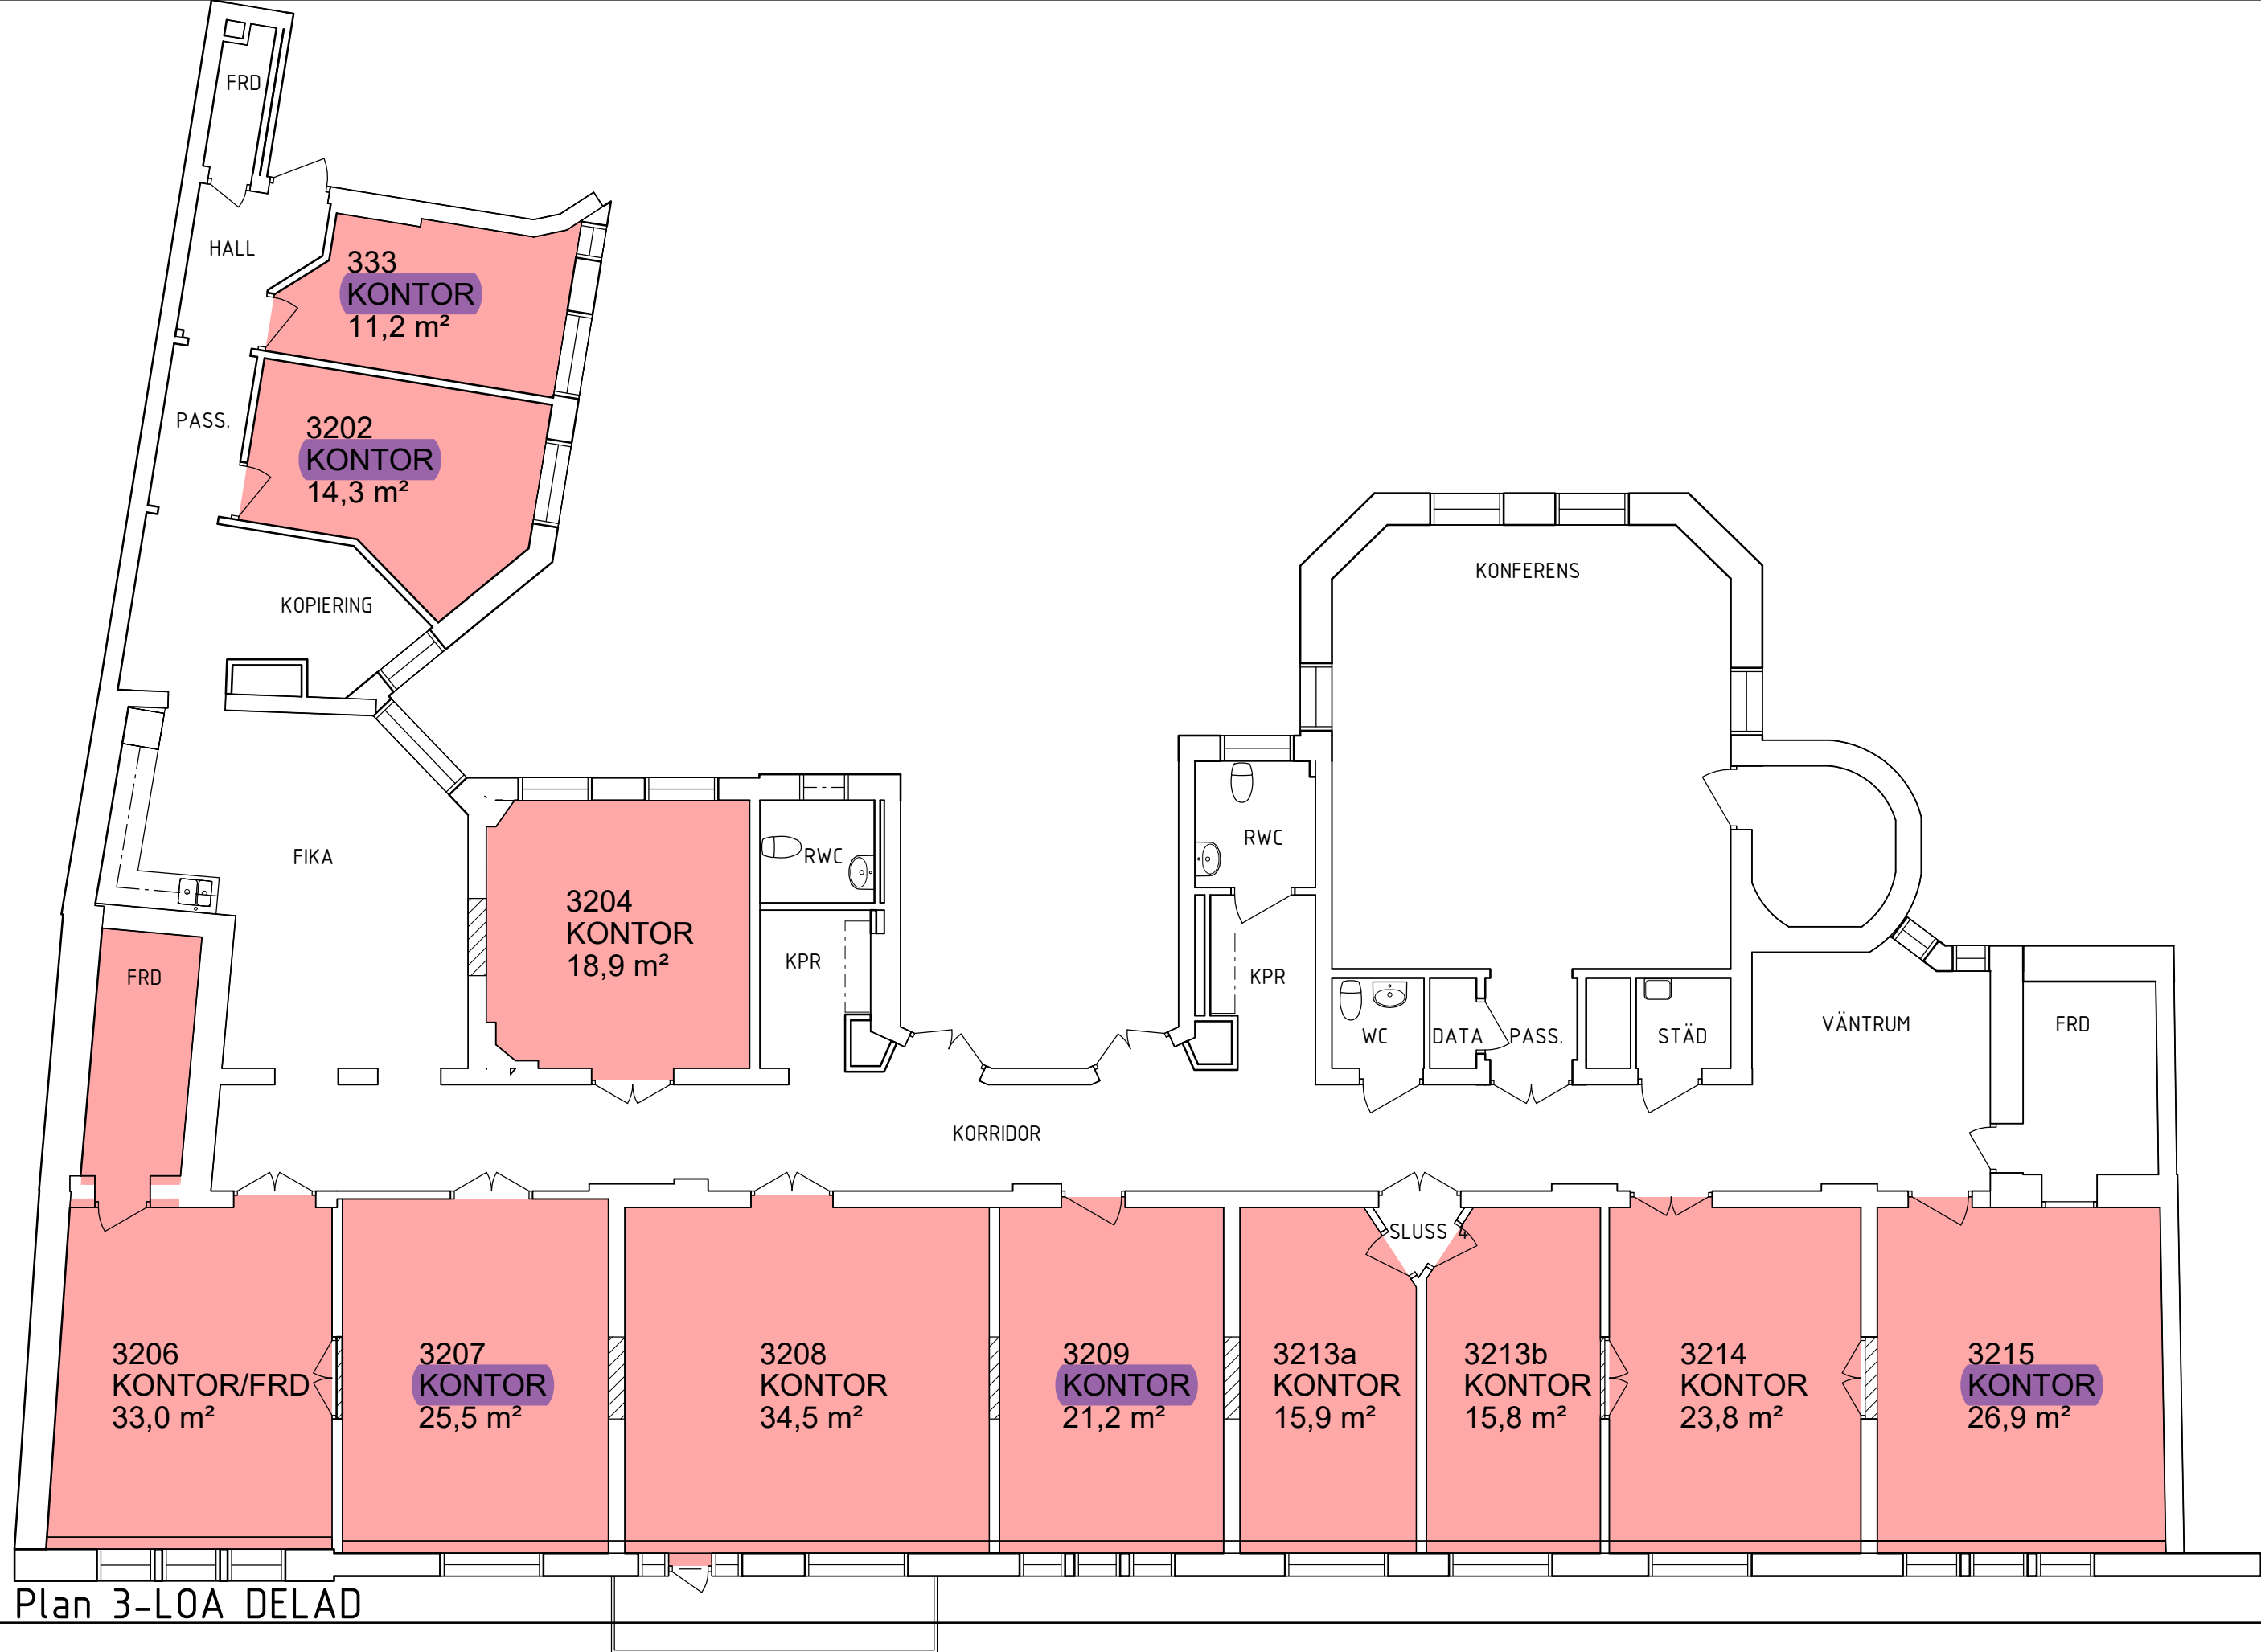 FRD
HALL
333
KONTOR
11,2 m²
PASS.
3202
KONTOR
14,3 m²
KOPIERING
KONFERENS
FIKA
RWC
RWC
3204
KONTOR
18,9 m²
KPR
KPR
FRD
WC
DATA
PASS.
STÄD
VÄNTRUM
FRD
KORRIDOR
SLUSS 4
3206
KONTOR/FRD
33,0 m²
3207
KONTOR
25,5 m²
3208
KONTOR
34,5 m²
3209
KONTOR
21,2 m²
3213a
KONTOR
15,9 m²
3213b
KONTOR
15,8 m²
3214
KONTOR
23,8 m²
3215
KONTOR
26,9 m²
Plan 3-LOA DELAD